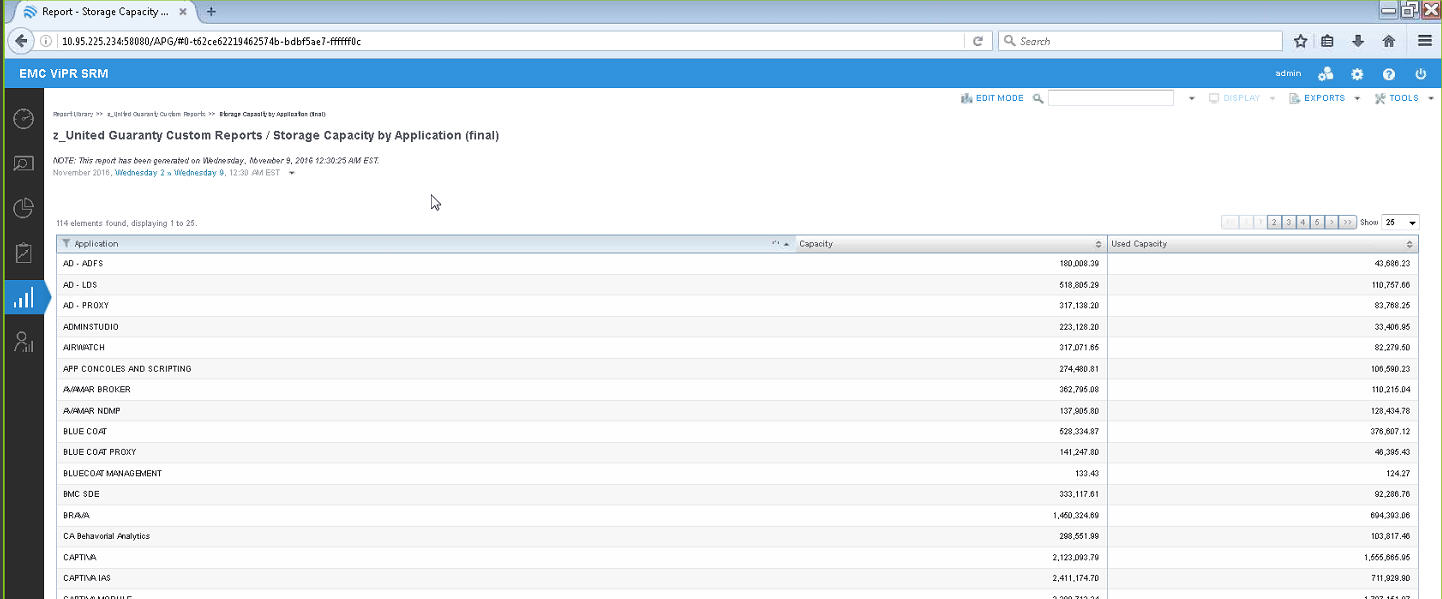 Report - Storage Capacity ...
10.95.225.234:58080/APG/#0-t62ce62219462574b-bdbf5ae7-ffffff0c
Search
EMC ViPR SRM
admin
EDIT MODE
DISPLAY
EXPORTS
TOOLS
Report Library >> z_United Guaranty Custom Reports >> Storage Capacity by Application (final)
z_United Guaranty Custom Reports / Storage Capacity by Application (final)
NOTE: This report has been generated on Wednesday, November 9, 2016 12:30:25 AM EST.
November 2016, Wednesday 2 » Wednesday 9, 12:30 AM EST
114 elements found, displaying 1 to 25.
<< < 1 2 3 4 5 > >> Show 25
Application Capacity Used Capacity
AD - ADFS 180,008.39 43,686.23
AD - LDS 518,805.29 110,757.66
AD - PROXY 317,138.20 83,768.25
ADMINSTUDIO 223,128.20 33,406.95
AIRWATCH 317,071.65 82,279.50
APP CONCOLES AND SCRIPTING 274,480.81 106,590.23
AVAMAR BROKER 362,795.08 110,215.04
AVAMAR NDMP 137,905.80 128,434.78
BLUE COAT 528,334.87 376,607.12
BLUE COAT PROXY 141,247.80 46,395.43
BLUECOAT MANAGEMENT 133.43 124.27
BMC SDE 333,117.61 92,286.76
BRAVA 1,450,324.69 694,393.06
CA Behavorial Analytics 298,551.99 103,817.46
CAPTIVA 2,123,093.79 1,555,665.95
CAPTIVA IAS 2,411,174.70 711,929.90
CAPTIVA MODULE